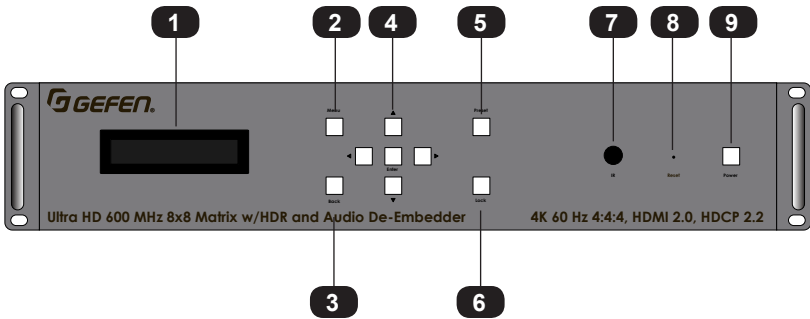 1
2
4
5
7
8
9
GEFEN®
Menu
Preset
Enter
IR
Reset
Power
Back
Lock
Ultra HD 600 MHz 8x8 Matrix w/HDR and Audio De-Embedder
4K 60 Hz 4:4:4, HDMI 2.0, HDCP 2.2
3
6